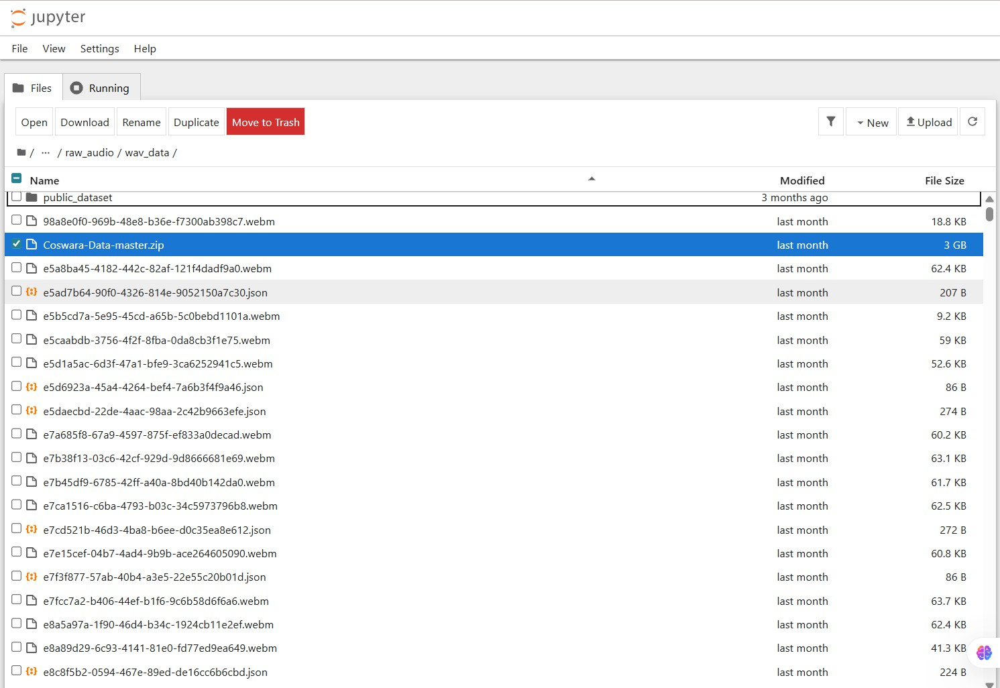 jupyter
File View Settings Help
Files Running
Open Download Rename Duplicate Move to Trash New Upload
/ ... / raw_audio / wav_data /
Name Modified File Size
public_dataset 3 months ago
98a8e0f0-969b-48e8-b36e-f7300ab398c7.webm last month 18.8 KB
Coswara-Data-master.zip last month 3 GB
e5a8ba45-4182-442c-82af-121f4dadf9a0.webm last month 62.4 KB
e5ad7b64-90f0-4326-814e-9052150a7c30.json last month 207 B
e5b5cd7a-5e95-45cd-a65b-5c0bebd1101a.webm last month 9.2 KB
e5caabdb-3756-4f2f-8fba-0da8cb3f1e75.webm last month 59 KB
e5d1a5ac-6d3f-47a1-bfe9-3ca6252941c5.webm last month 52.6 KB
e5d6923a-45a4-4264-bef4-7a6b3f4f9a46.json last month 86 B
e5daecbd-22de-4aac-98aa-2c42b9663efe.json last month 274 B
e7a685f8-67a9-4597-875f-ef833a0decad.webm last month 60.2 KB
e7b38f13-03c6-42cf-929d-9d8666681e69.webm last month 63.1 KB
e7b45df9-6785-42ff-a40a-8bd40b142da0.webm last month 61.7 KB
e7ca1516-c6ba-4793-b03c-34c5973796b8.webm last month 62.5 KB
e7cd521b-46d3-4ba8-b6ee-d0c35ea8e612.json last month 272 B
e7e15cef-04b7-4ad4-9b9b-ace264605090.webm last month 60.8 KB
e7f3f877-57ab-40b4-a3e5-22e55c20b01d.json last month 86 B
e7fcc7a2-b406-44ef-b1f6-9c6b58d6f6a6.webm last month 63.7 KB
e8a5a97a-1f90-46d4-b34c-1924cb11e2ef.webm last month 62.4 KB
e8a89d29-6c93-4141-81e0-fd77ed9ea649.webm last month 41.3 KB
e8c8f5b2-0594-467e-89ed-de16cc6b6cbd.json last month 224 B